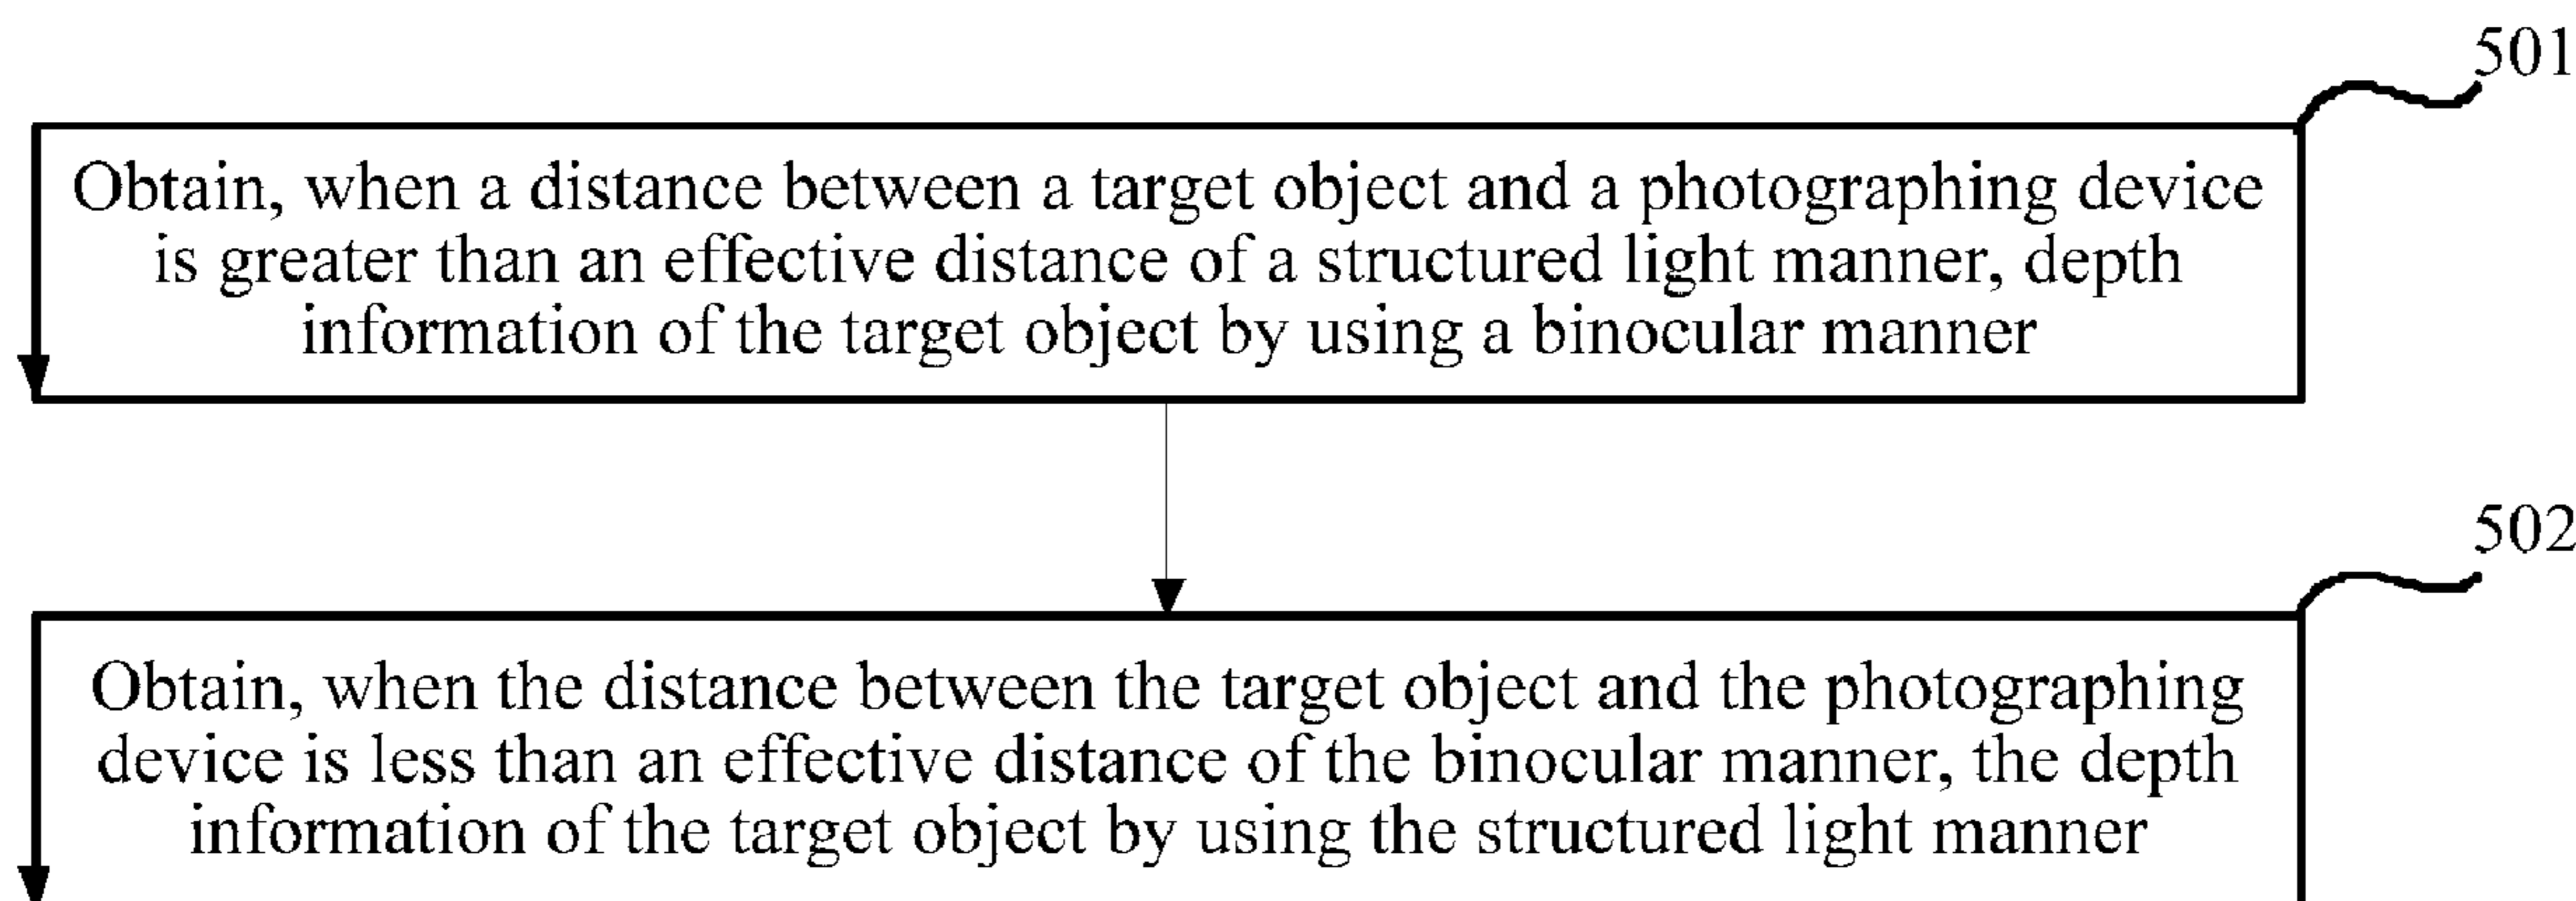 501
Obtain, when a distance between a target object and a photographing device
is greater than an effective distance of a structured light manner, depth
information of the target object by using a binocular manner
502
Obtain, when the distance between the target object and the photographing
device is less than an effective distance of the binocular manner, the depth
information of the target object by using the structured light manner